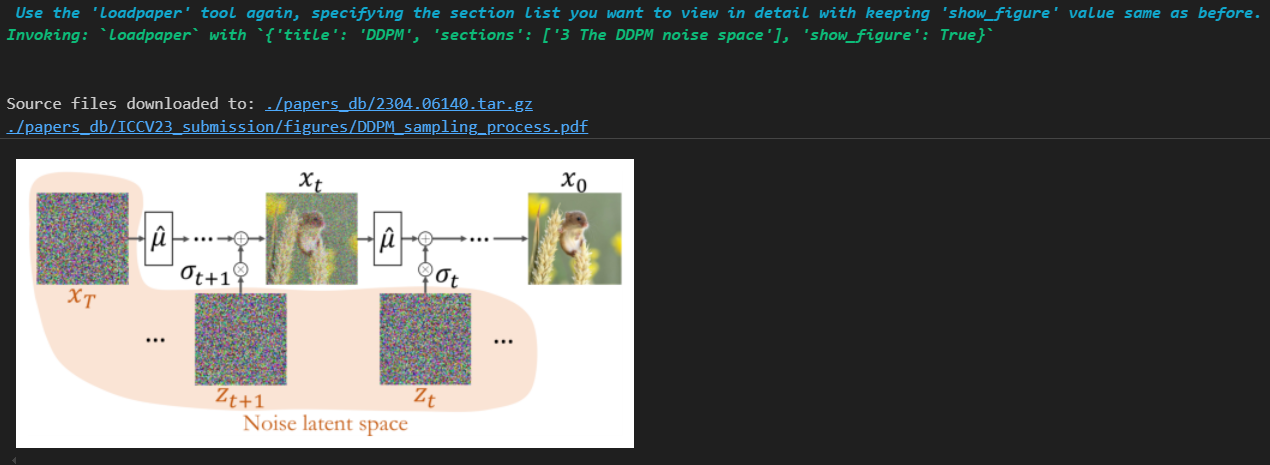 Use the 'loadpaper' tool again, specifying the section list you want to view in detail with keeping 'show_figure' value same as before.
Invoking: `loadpaper` with `{'title': 'DDPM', 'sections': ['3 The DDPM noise space'], 'show_figure': True}`
Source files downloaded to: ./papers_db/2304.06140.tar.gz
./papers_db/ICCV23_submission/figures/DDPM_sampling_process.pdf
x_t x_0
μ̂ ... + μ̂ + ...
σ_{t+1} × × σ_t
x_T
... ...
z_{t+1} z_t
Noise latent space